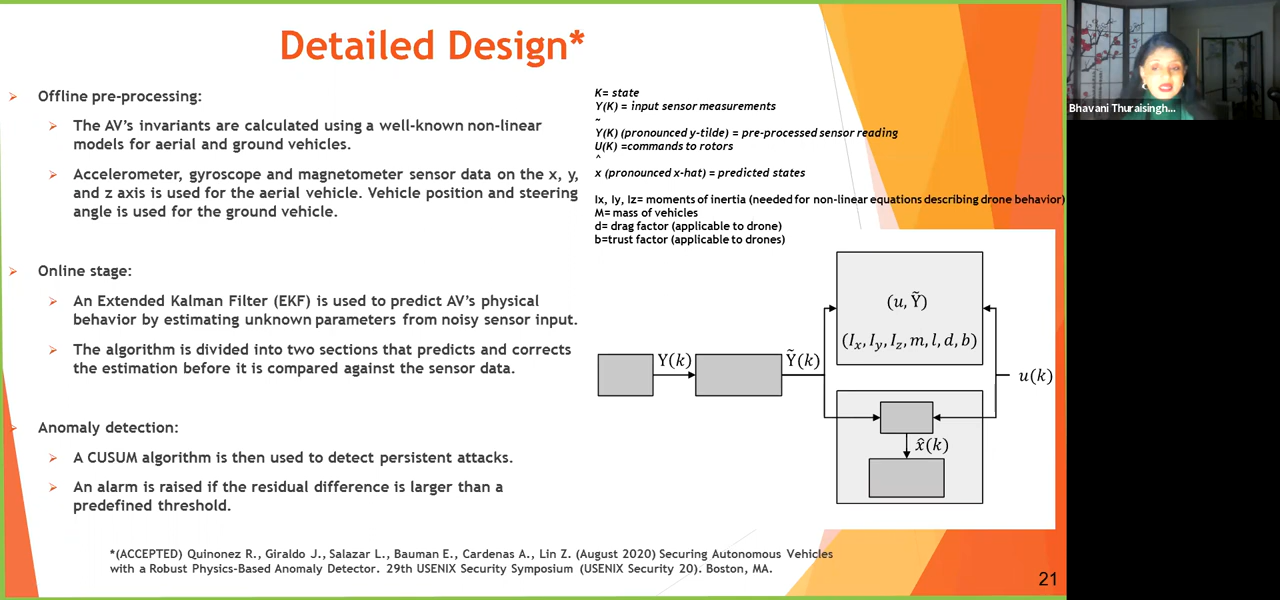 Detailed Design*
Offline pre-processing:
The AV's invariants are calculated using a well-known non-linear
models for aerial and ground vehicles.
Accelerometer, gyroscope and magnetometer sensor data on the x, y,
and z axis is used for the aerial vehicle. Vehicle position and steering
angle is used for the ground vehicle.
Online stage:
An Extended Kalman Filter (EKF) is used to predict AV's physical
behavior by estimating unknown parameters from noisy sensor input.
The algorithm is divided into two sections that predicts and corrects
the estimation before it is compared against the sensor data.
Anomaly detection:
A CUSUM algorithm is then used to detect persistent attacks.
An alarm is raised if the residual difference is larger than a
predefined threshold.
K= state
Y(K) = input sensor measurements
~
Y(K) (pronounced y-tilde) = pre-processed sensor reading
U(K) =commands to rotors
^
x (pronounced x-hat) = predicted states
Ix, Iy, Iz= moments of inertia (needed for non-linear equations describing drone behavior)
M= mass of vehicles
d= drag factor (applicable to drone)
b=trust factor (applicable to drones)
(u, Ỹ)
(Iₓ, I_y, I_z, m, l, d, b)
Y(k)
Ỹ(k)
u(k)
x̂(k)
*(ACCEPTED) Quinonez R., Giraldo J., Salazar L., Bauman E., Cardenas A., Lin Z. (August 2020) Securing Autonomous Vehicles
with a Robust Physics-Based Anomaly Detector. 29th USENIX Security Symposium (USENIX Security 20). Boston, MA.
21
Bhavani Thuraisingh...